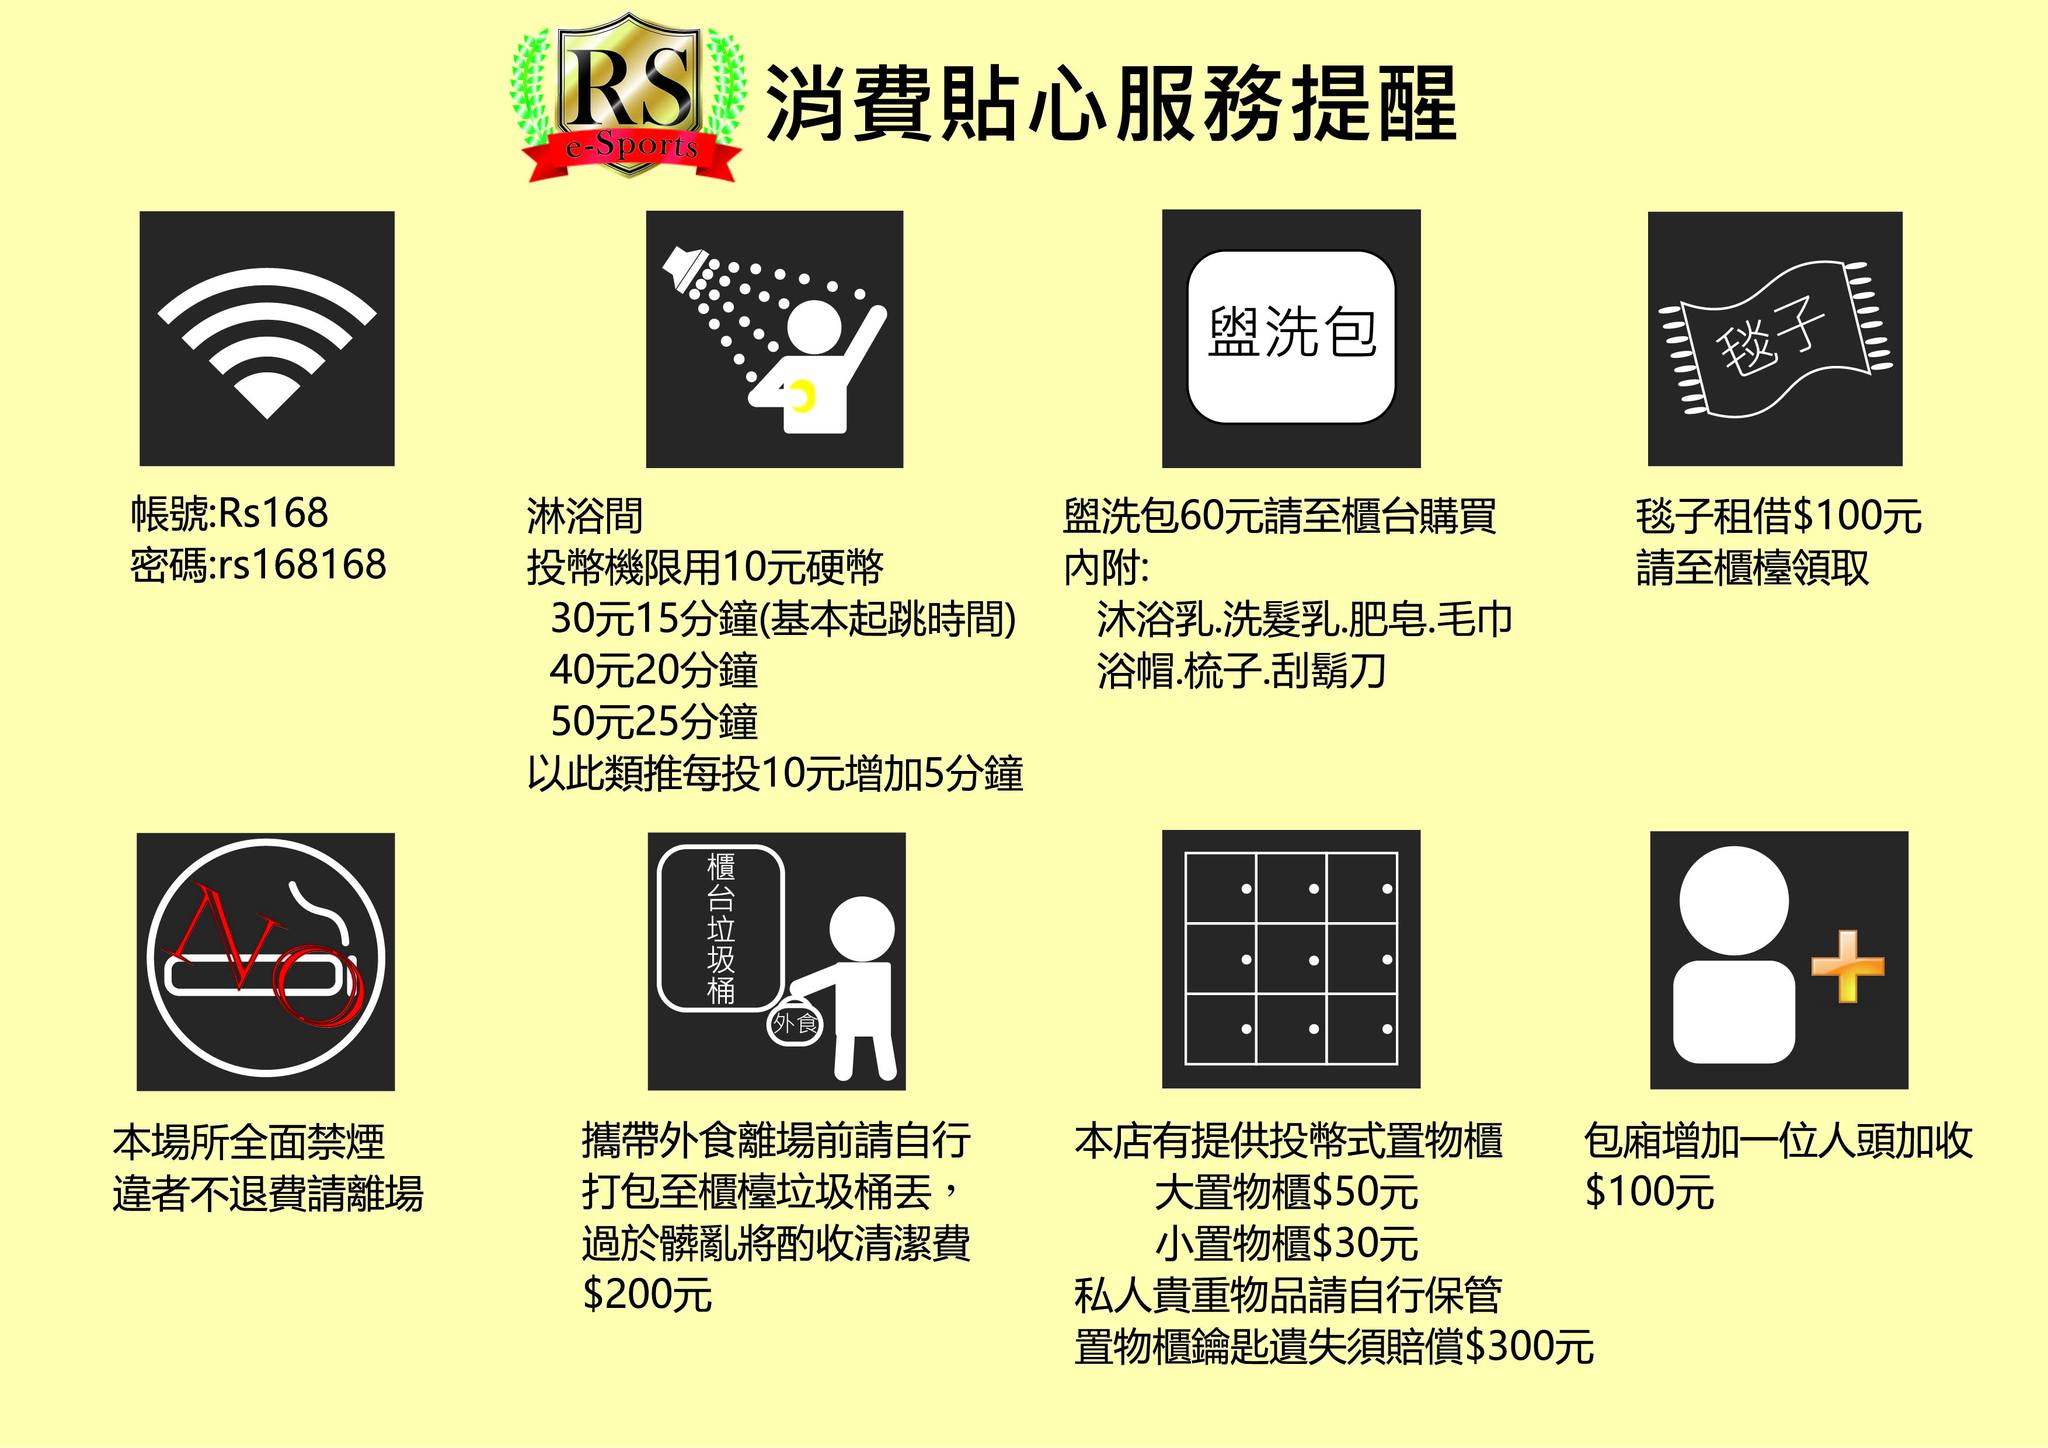 RS
e-Sports
消費貼心服務提醒
盥洗包
毯子
帳號:Rs168
密碼:rs168168
淋浴間
投幣機限用10元硬幣
30元15分鐘(基本起跳時間)
40元20分鐘
50元25分鐘
以此類推每投10元增加5分鐘
盥洗包60元請至櫃台購買
內附:
沐浴乳.洗髮乳.肥皂.毛巾
浴帽.梳子.刮鬍刀
毯子租借$100元
請至櫃檯領取
NO
櫃台垃圾桶
外食
本場所全面禁煙
違者不退費請離場
攜帶外食離場前請自行
打包至櫃檯垃圾桶丟，
過於髒亂將酌收清潔費
$200元
本店有提供投幣式置物櫃
大置物櫃$50元
小置物櫃$30元
私人貴重物品請自行保管
置物櫃鑰匙遺失須賠償$300元
包廂增加一位人頭加收
$100元